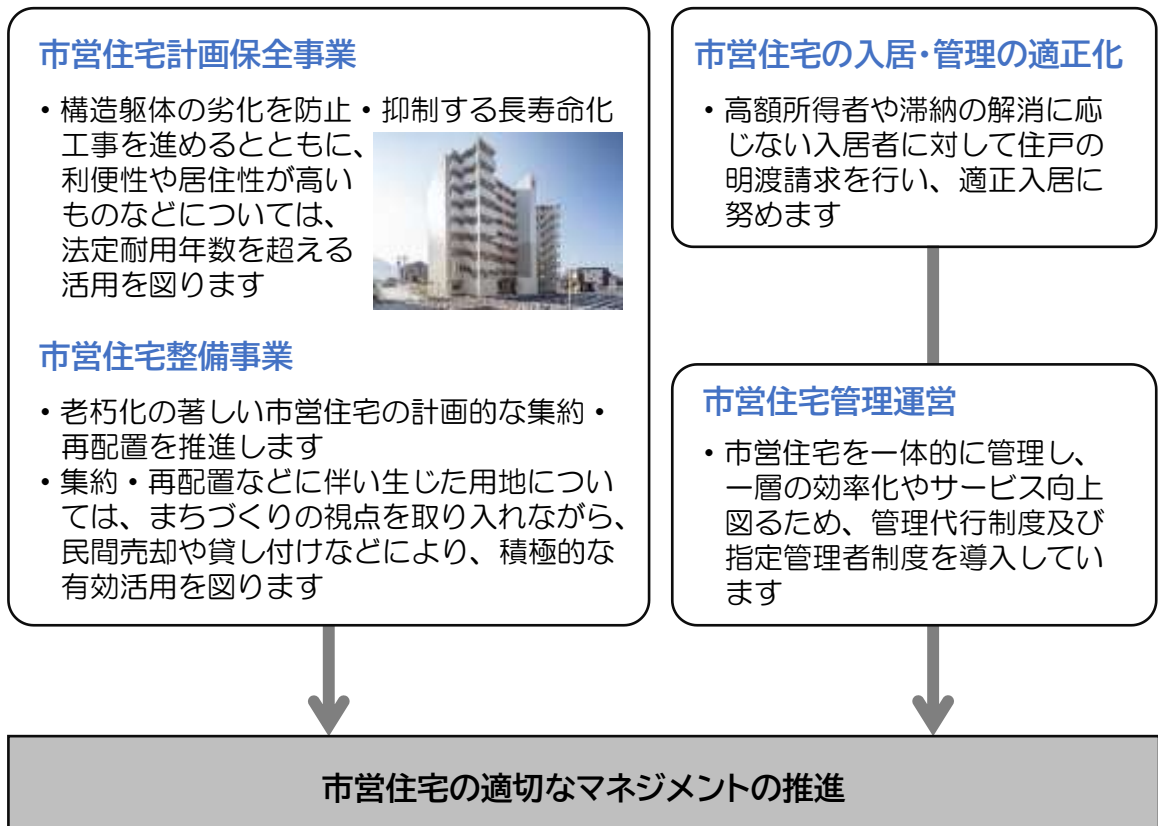 市営住宅計画保全事業
・構造躯体の劣化を防止・抑制する長寿命化
工事を進めるとともに、
利便性や居住性が高い
ものなどについては、
法定耐用年数を超える
活用を図ります
市営住宅整備事業
・老朽化の著しい市営住宅の計画的な集約・
再配置を推進します
・集約・再配置などに伴い生じた用地につい
ては、まちづくりの視点を取り入れながら、
民間売却や貸し付けなどにより、積極的な
有効活用を図ります
市営住宅の入居・管理の適正化
・高額所得者や滞納の解消に応
じない入居者に対して住戸の
明渡請求を行い、適正入居に
努めます
市営住宅管理運営
・市営住宅を一体的に管理し、
一層の効率化やサービス向上
図るため、管理代行制度及び
指定管理者制度を導入してい
ます
市営住宅の適切なマネジメントの推進